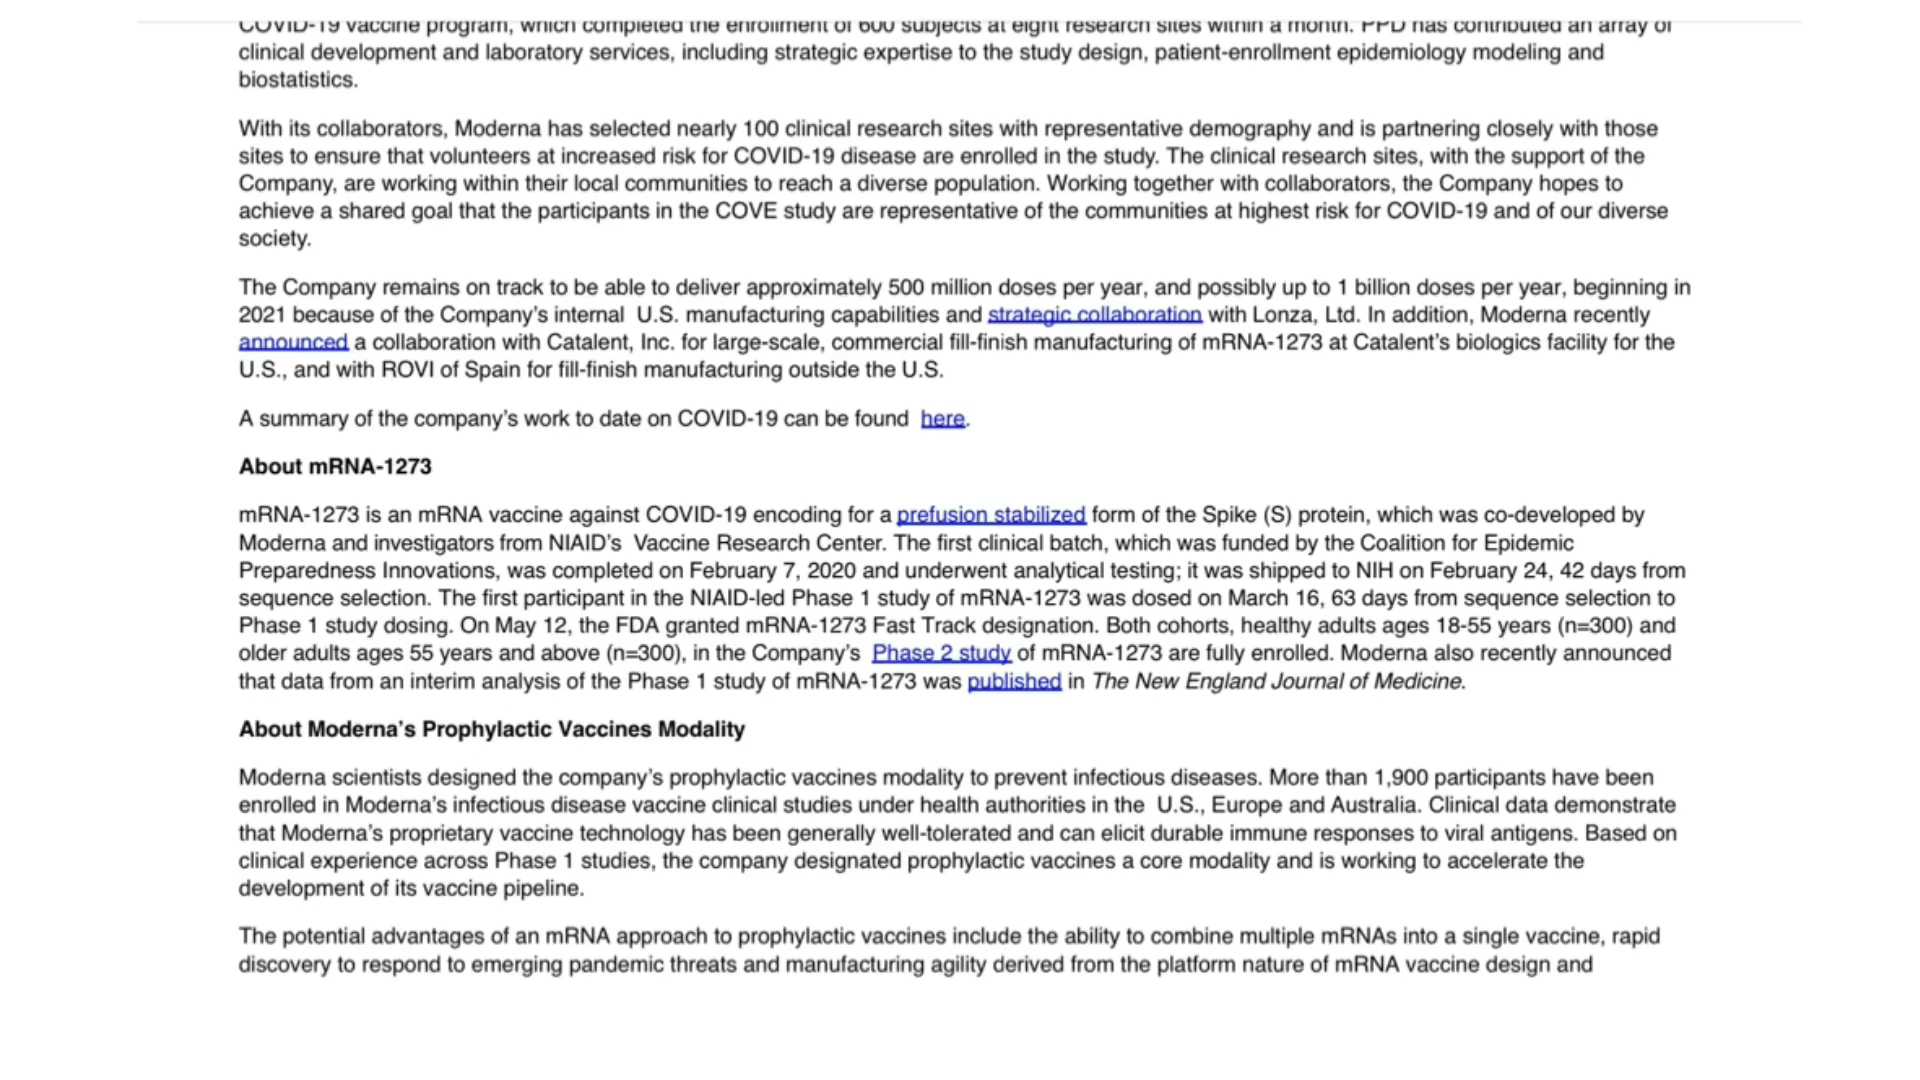 COVID-19 vaccine program, which completed the enrollment of 600 subjects at eight research sites within a month. PPD has contributed an array of
clinical development and laboratory services, including strategic expertise to the study design, patient-enrollment epidemiology modeling and
biostatistics.
With its collaborators, Moderna has selected nearly 100 clinical research sites with representative demography and is partnering closely with those
sites to ensure that volunteers at increased risk for COVID-19 disease are enrolled in the study. The clinical research sites, with the support of the
Company, are working within their local communities to reach a diverse population. Working together with collaborators, the Company hopes to
achieve a shared goal that the participants in the COVE study are representative of the communities at highest risk for COVID-19 and of our diverse
society.
The Company remains on track to be able to deliver approximately 500 million doses per year, and possibly up to 1 billion doses per year, beginning in
2021 because of the Company's internal U.S. manufacturing capabilities and strategic collaboration with Lonza, Ltd. In addition, Moderna recently
announced a collaboration with Catalent, Inc. for large-scale, commercial fill-finish manufacturing of mRNA-1273 at Catalent's biologics facility for the
U.S., and with ROVI of Spain for fill-finish manufacturing outside the U.S.
A summary of the company's work to date on COVID-19 can be found here.
About mRNA-1273
mRNA-1273 is an mRNA vaccine against COVID-19 encoding for a prefusion stabilized form of the Spike (S) protein, which was co-developed by
Moderna and investigators from NIAID's Vaccine Research Center. The first clinical batch, which was funded by the Coalition for Epidemic
Preparedness Innovations, was completed on February 7, 2020 and underwent analytical testing; it was shipped to NIH on February 24, 42 days from
sequence selection. The first participant in the NIAID-led Phase 1 study of mRNA-1273 was dosed on March 16, 63 days from sequence selection to
Phase 1 study dosing. On May 12, the FDA granted mRNA-1273 Fast Track designation. Both cohorts, healthy adults ages 18-55 years (n=300) and
older adults ages 55 years and above (n=300), in the Company's Phase 2 study of mRNA-1273 are fully enrolled. Moderna also recently announced
that data from an interim analysis of the Phase 1 study of mRNA-1273 was published in The New England Journal of Medicine.
About Moderna's Prophylactic Vaccines Modality
Moderna scientists designed the company's prophylactic vaccines modality to prevent infectious diseases. More than 1,900 participants have been
enrolled in Moderna's infectious disease vaccine clinical studies under health authorities in the U.S., Europe and Australia. Clinical data demonstrate
that Moderna's proprietary vaccine technology has been generally well-tolerated and can elicit durable immune responses to viral antigens. Based on
clinical experience across Phase 1 studies, the company designated prophylactic vaccines a core modality and is working to accelerate the
development of its vaccine pipeline.
The potential advantages of an mRNA approach to prophylactic vaccines include the ability to combine multiple mRNAs into a single vaccine, rapid
discovery to respond to emerging pandemic threats and manufacturing agility derived from the platform nature of mRNA vaccine design and